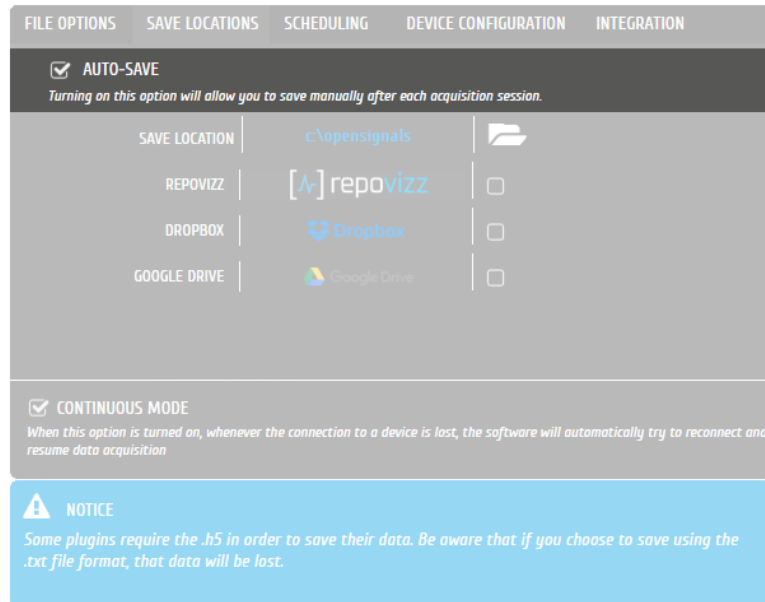 FILE OPTIONS SAVE LOCATIONS SCHEDULING DEVICE CONFIGURATION INTEGRATION
AUTO-SAVE
Turning on this option will allow you to save manually after each acquisition session.
SAVE LOCATION c:\opensignals
REPOVIZZ repovizz
DROPBOX Dropbox
GOOGLE DRIVE Google Drive
CONTINUOUS MODE
When this option is turned on, whenever the connection to a device is lost, the software will automatically try to reconnect and
resume data acquisition
NOTICE
Some plugins require the .h5 in order to save their data. Be aware that if you choose to save using the
.txt file format, that data will be lost.